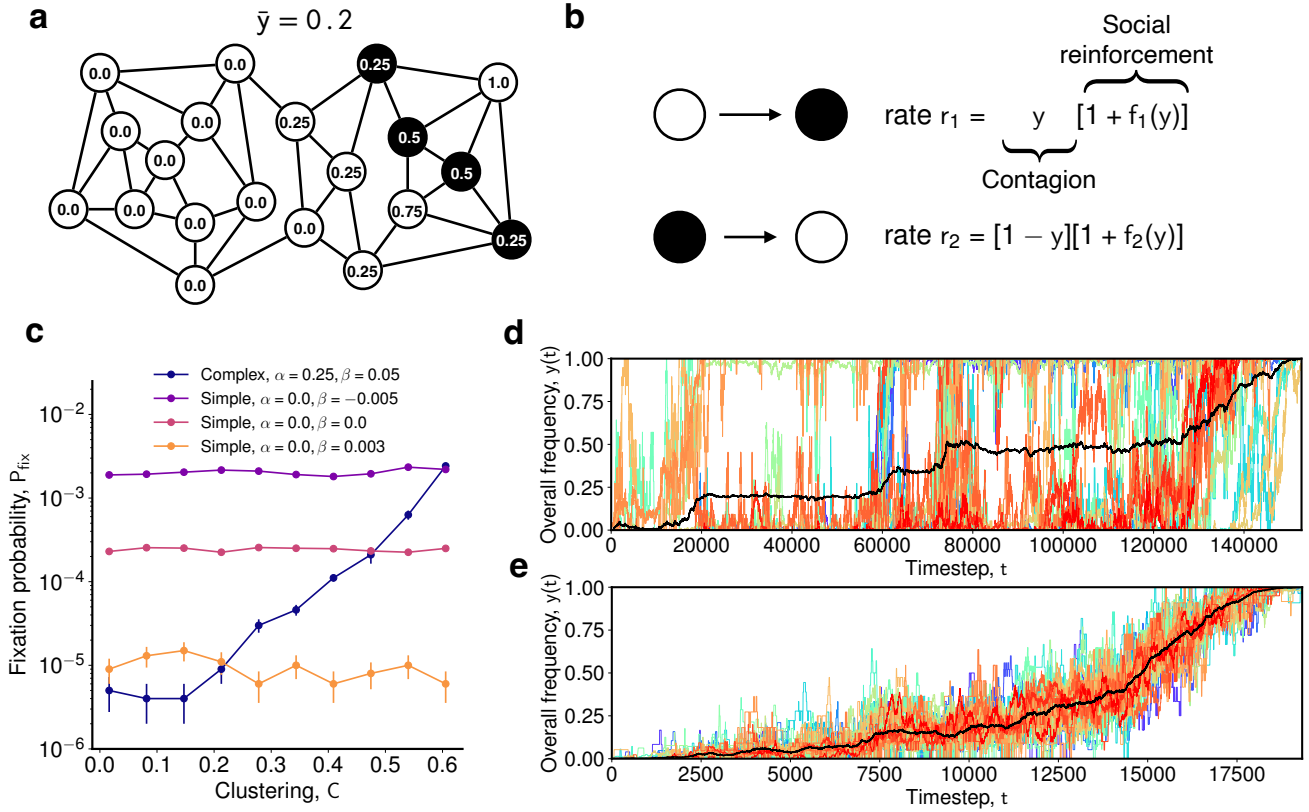 a
ȳ = 0.2
0.0
0.0
0.25
1.0
0.0
0.0
0.25
0.5
0.0
0.25
0.5
0.0
0.0
0.0
0.0
0.0
0.75
0.0
0.25
0.25
0.0
b
Social
reinforcement
rate r₁ = y [1 + f₁(y)]
Contagion
rate r₂ = [1 − y][1 + f₂(y)]
c
Complex, α = 0.25, β = 0.05
Simple, α = 0.0, β = −0.005
Simple, α = 0.0, β = 0.0
Simple, α = 0.0, β = 0.003
10⁻²
10⁻³
10⁻⁴
10⁻⁵
10⁻⁶
Fixation probability, P_fix
0.0 0.1 0.2 0.3 0.4 0.5 0.6
Clustering, C
d
Overall frequency, y(t)
1.00
0.75
0.50
0.25
0.00
0 20000 40000 60000 80000 100000 120000 140000
Timestep, t
e
Overall frequency, y(t)
1.00
0.75
0.50
0.25
0.00
0 2500 5000 7500 10000 12500 15000 17500
Timestep, t